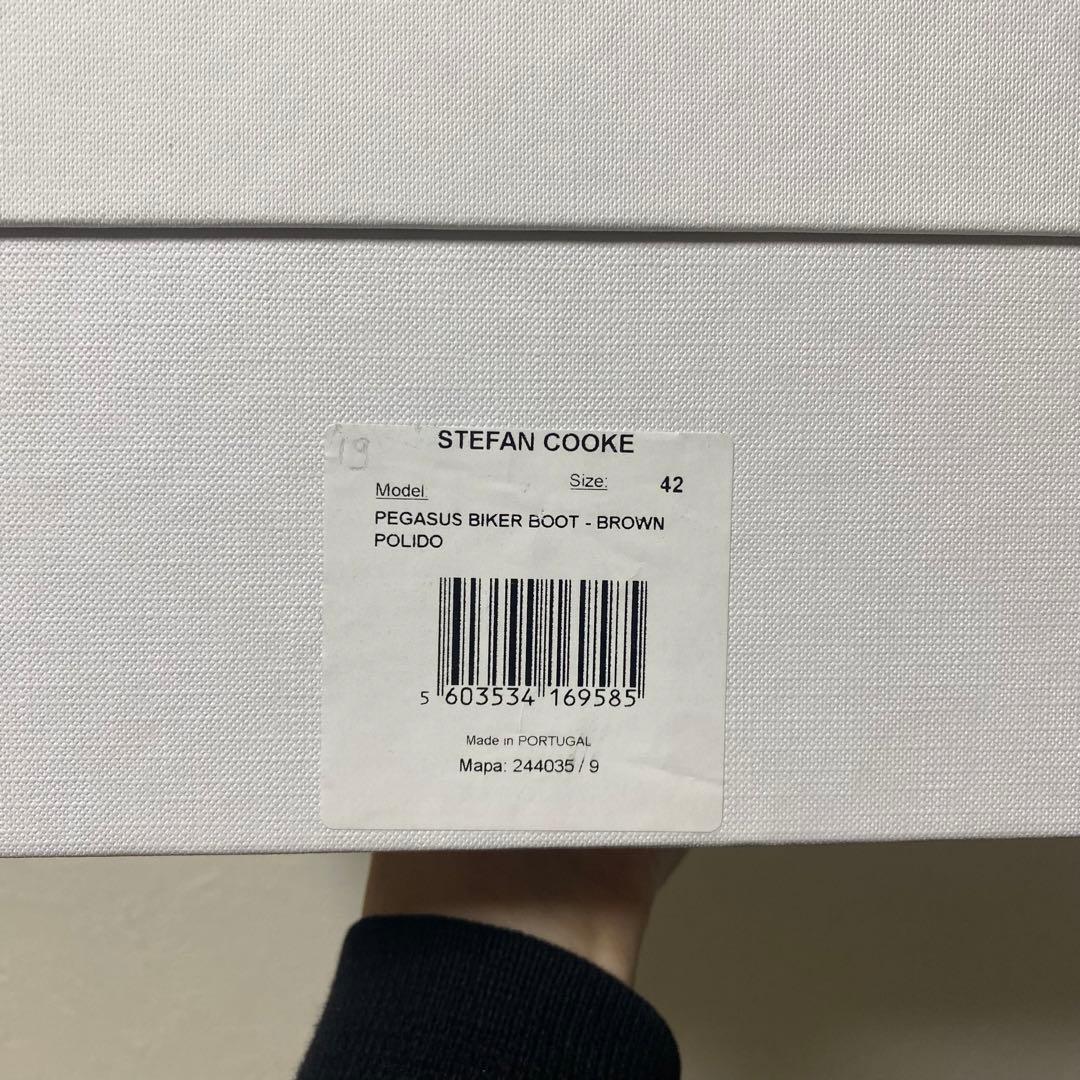 19
STEFAN COOKE
Model: Size: 42
PEGASUS BIKER BOOT - BROWN
POLIDO
5 603534 169585
Made in PORTUGAL
Mapa: 244035 / 9